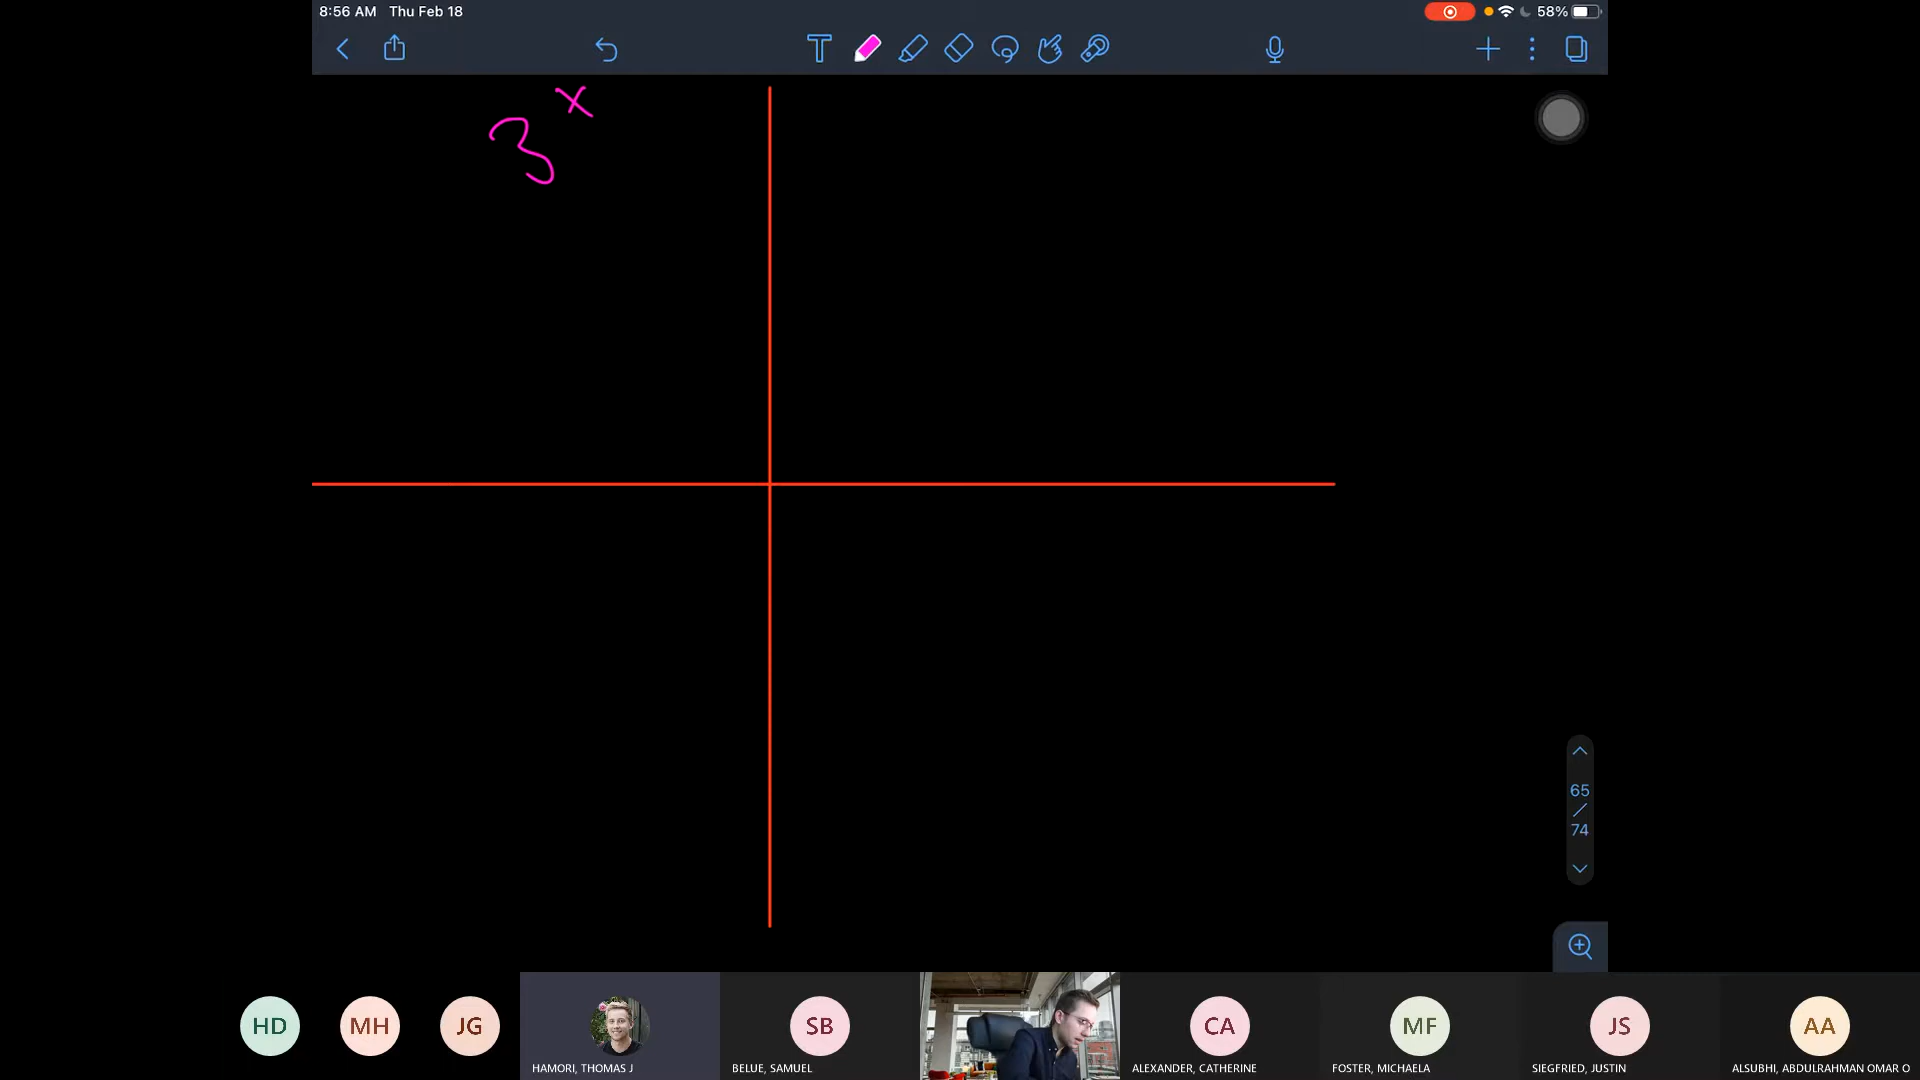 8:56 AM Thu Feb 18
58%
T
3^x
65
/
74
HD
MH
JG
SB
CA
MF
JS
AA
HAMORI, THOMAS J
BELUE, SAMUEL
ALEXANDER, CATHERINE
FOSTER, MICHAELA
SIEGFRIED, JUSTIN
ALSUBHI, ABDULRAHMAN OMAR O